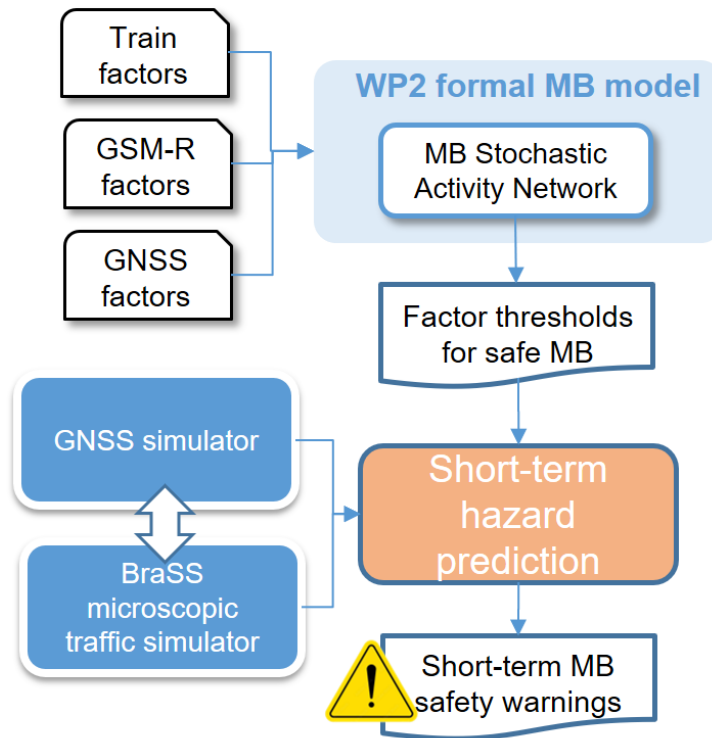 Train
factors
GSM-R
factors
GNSS
factors
WP2 formal MB model
MB Stochastic
Activity Network
Factor thresholds
for safe MB
GNSS simulator
BraSS
microscopic
traffic simulator
Short-term
hazard
prediction
!
Short-term MB
safety warnings